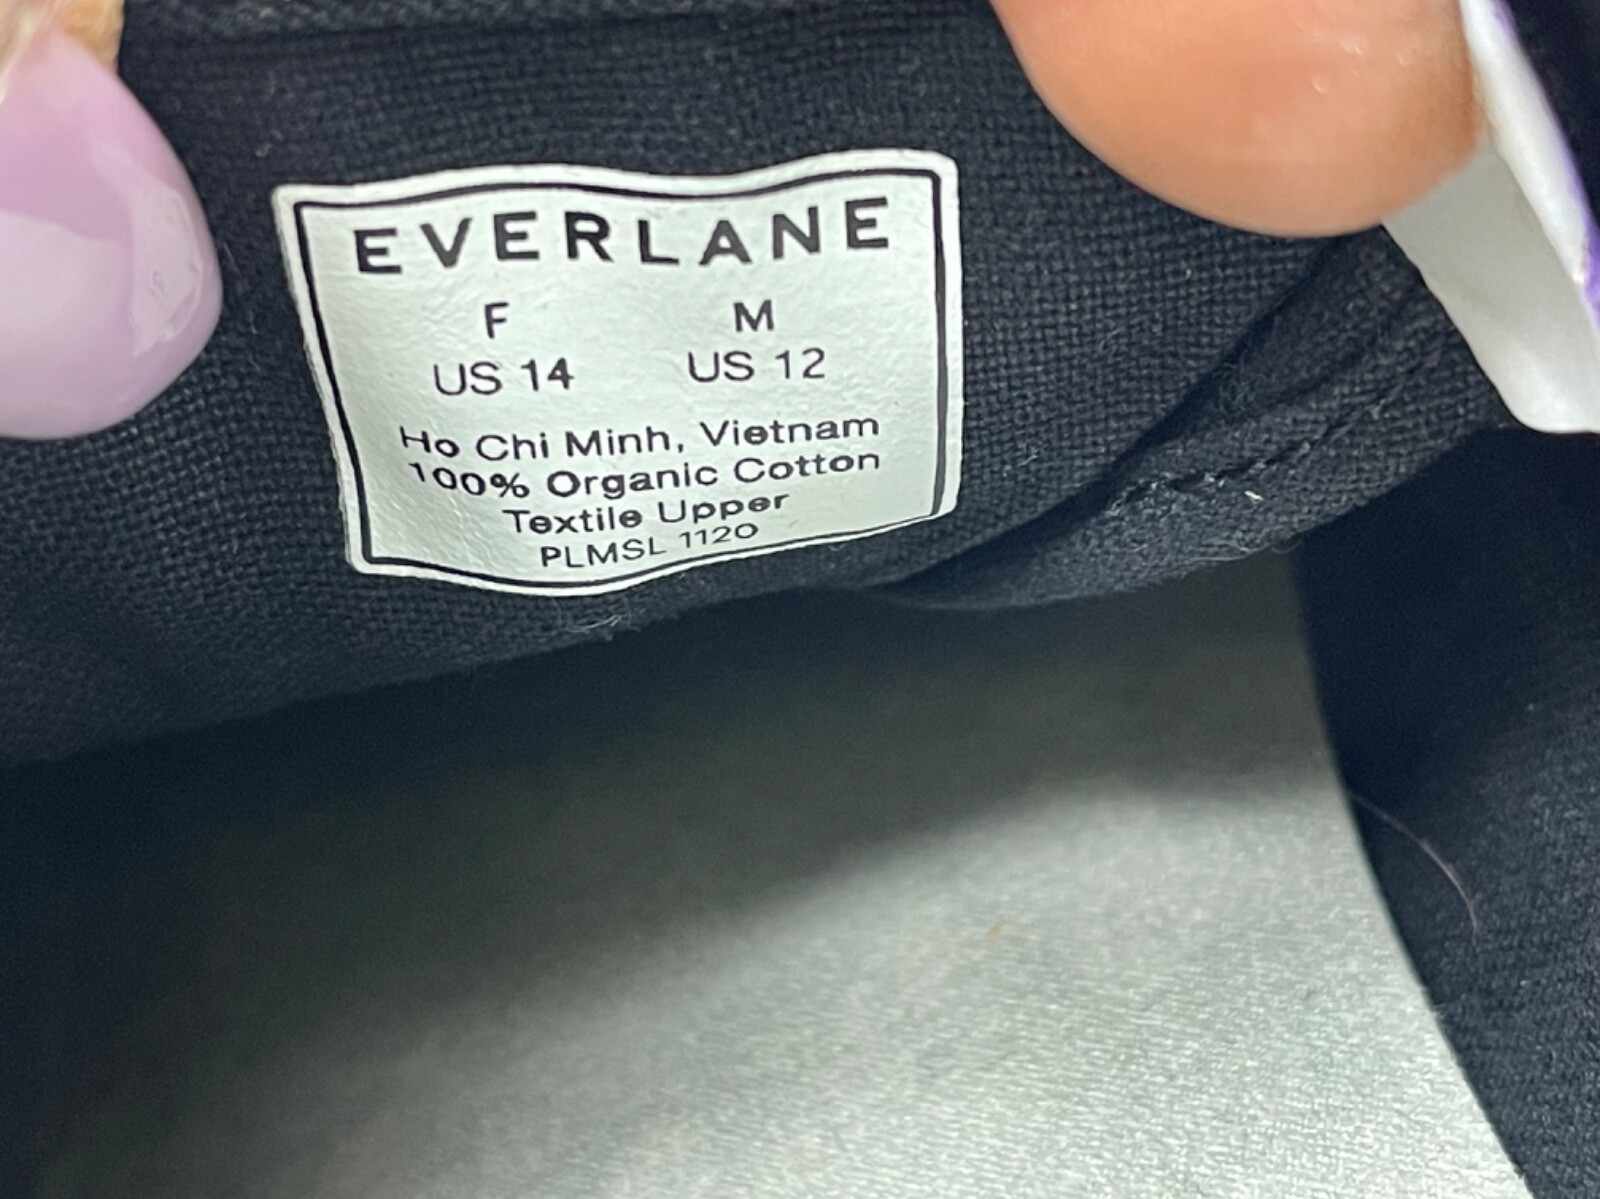 EVERLANE
F M
US 14 US 12
Ho Chi Minh, Vietnam
100% Organic Cotton
Textile Upper
PLMSL 1120